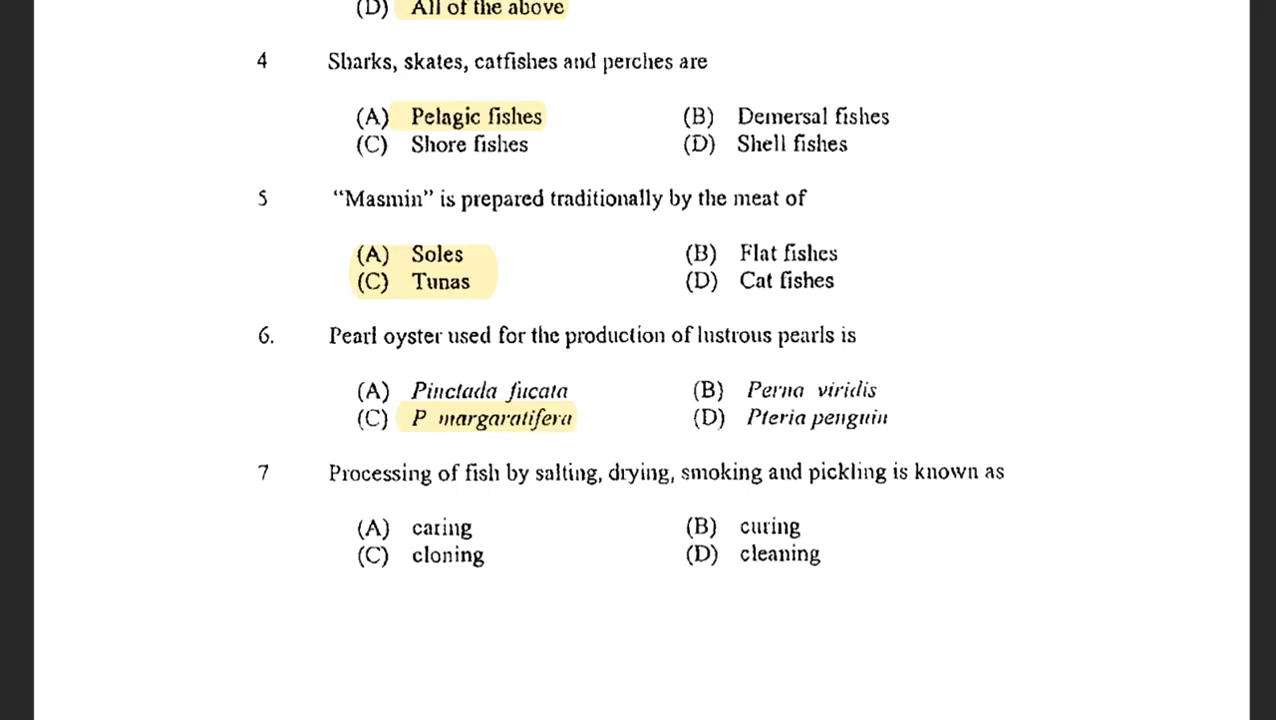 (D) All of the above
4 Sharks, skates, catfishes and perches are
(A) Pelagic fishes (B) Demersal fishes
(C) Shore fishes (D) Shell fishes
5 “Masmin” is prepared traditionally by the meat of
(A) Soles (B) Flat fishes
(C) Tunas (D) Cat fishes
6. Pearl oyster used for the production of lustrous pearls is
(A) Pinctada fucata (B) Perna viridis
(C) P margaratifera (D) Pteria penguin
7 Processing of fish by salting, drying, smoking and pickling is known as
(A) caring (B) curing
(C) cloning (D) cleaning